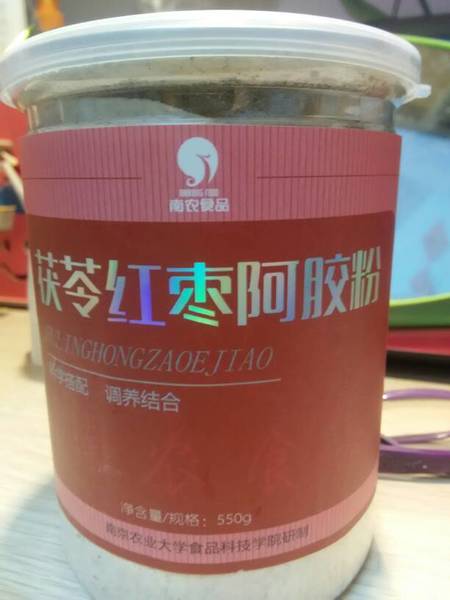 NANNONG FOOD
南农食品
茯苓红枣阿胶粉
FULINGHONGZAOEJIAO
科学搭配 调养结合
净含量/规格：550g
南京农业大学食品科技学院研制